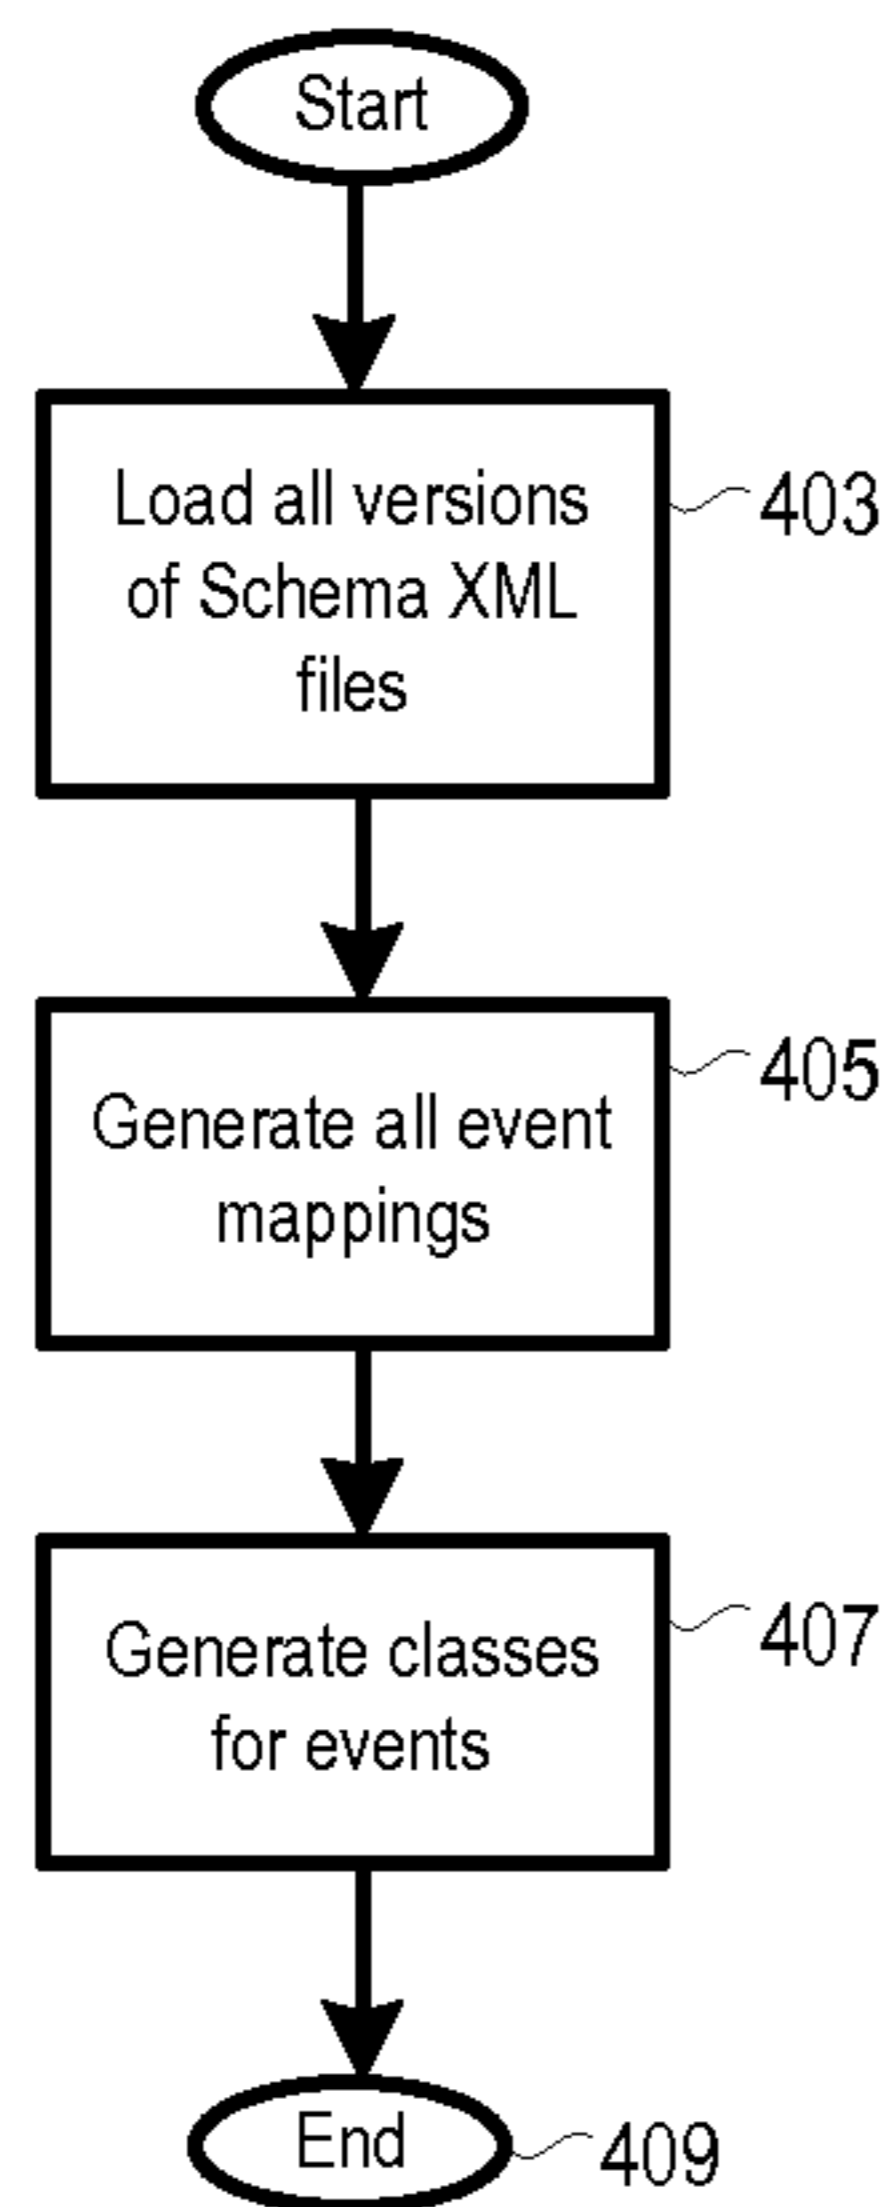 Start
Load all versions
of Schema XML
files
403
Generate all event
mappings
405
Generate classes
for events
407
End
409